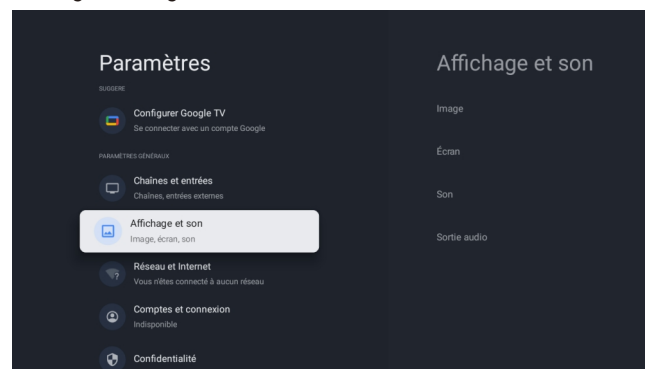 Paramètres
SUGGÉRÉ
Configurer Google TV
Se connecter avec un compte Google
PARAMÈTRES GÉNÉRAUX
Chaînes et entrées
Chaînes, entrées externes
Affichage et son
Image, écran, son
Réseau et Internet
Vous n'êtes connecté à aucun réseau
Comptes et connexion
Indisponible
Confidentialité
Affichage et son
Image
Écran
Son
Sortie audio